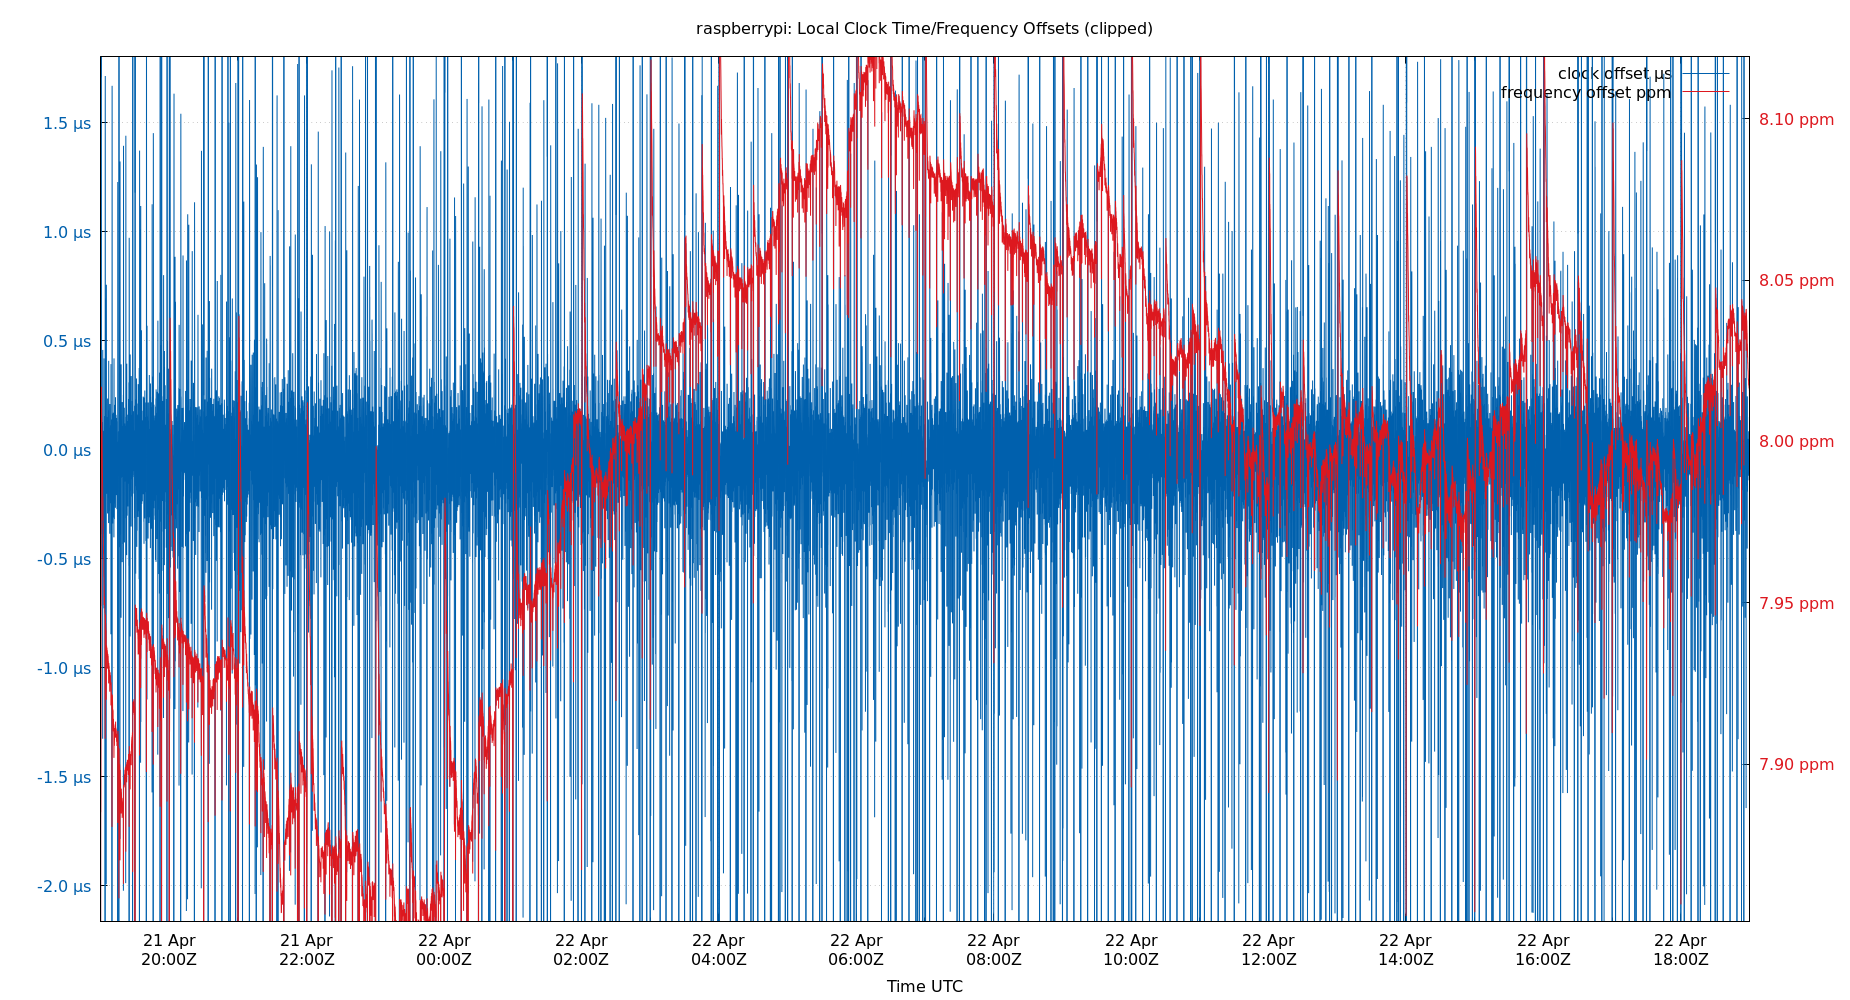 raspberrypi: Local Clock Time/Frequency Offsets (clipped)
clock offset µs
frequency offset ppm
1.5 µs
1.0 µs
0.5 µs
0.0 µs
-0.5 µs
-1.0 µs
-1.5 µs
-2.0 µs
8.10 ppm
8.05 ppm
8.00 ppm
7.95 ppm
7.90 ppm
21 Apr 21 Apr 22 Apr 22 Apr 22 Apr 22 Apr 22 Apr 22 Apr 22 Apr 22 Apr 22 Apr 22 Apr
20:00Z 22:00Z 00:00Z 02:00Z 04:00Z 06:00Z 08:00Z 10:00Z 12:00Z 14:00Z 16:00Z 18:00Z
Time UTC